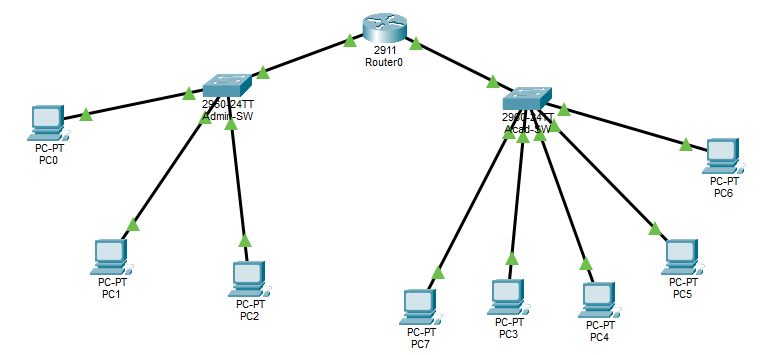 2911
Router0
2960-24TT
Admin-SW
2960-24TT
Acad-SW
PC-PT
PC0
PC-PT
PC6
PC-PT
PC1
PC-PT
PC2
PC-PT
PC5
PC-PT
PC7
PC-PT
PC3
PC-PT
PC4